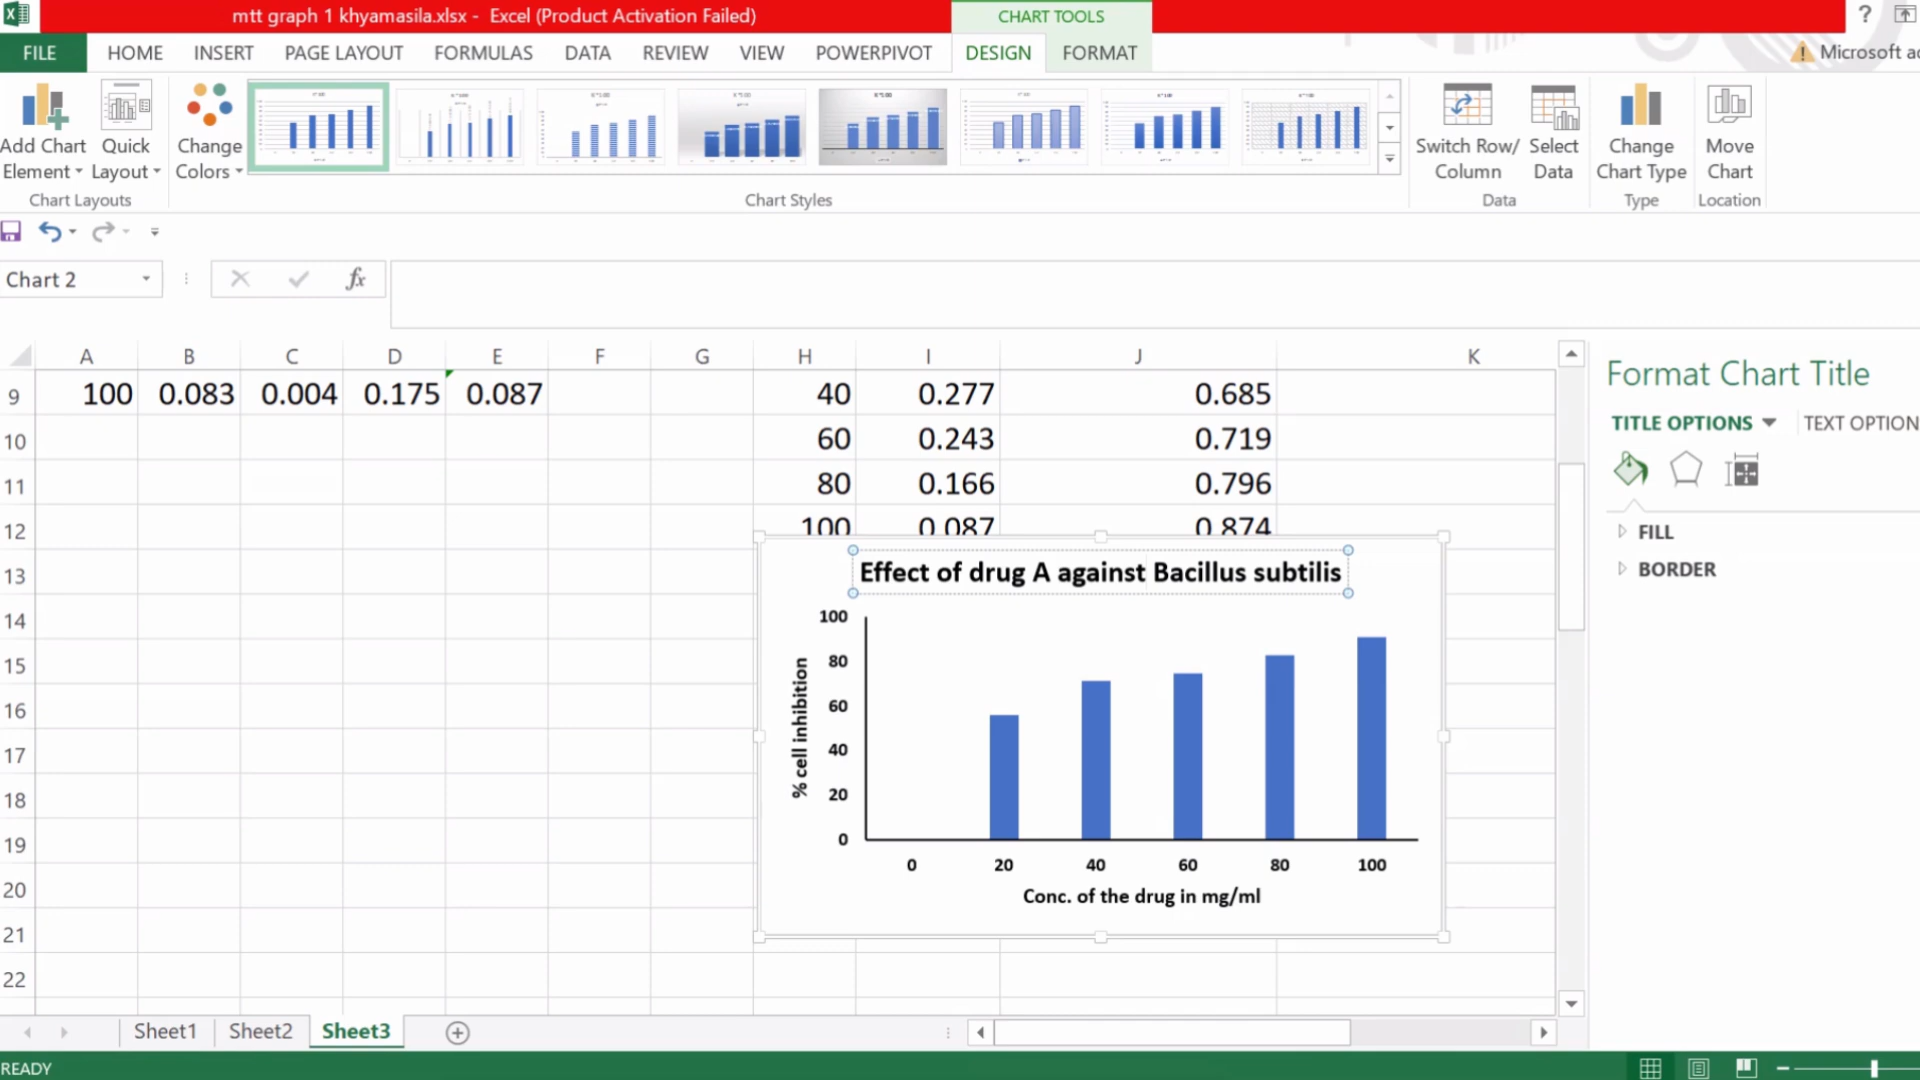 mtt graph 1 khyamasila.xlsx - Excel (Product Activation Failed)
CHART TOOLS
?
FILE HOME INSERT PAGE LAYOUT FORMULAS DATA REVIEW VIEW POWERPIVOT DESIGN FORMAT Microsoft ac
Add Chart Element
Quick Layout
Change Colors
Switch Row/ Column
Select Data
Change Chart Type
Move Chart
Chart Layouts
Chart Styles
Data
Type
Location
Chart 2
fx
A B C D E F G H I J K
9 100 0.083 0.004 0.175 0.087 40 0.277 0.685
10 60 0.243 0.719
11 80 0.166 0.796
12 100 0.087 0.874
13
14
15
16
17
18
19
20
21
22
Effect of drug A against Bacillus subtilis
% cell inhibition
100
80
60
40
20
0
0 20 40 60 80 100
Conc. of the drug in mg/ml
Format Chart Title
TITLE OPTIONS TEXT OPTION
FILL
BORDER
Sheet1 Sheet2 Sheet3
READY